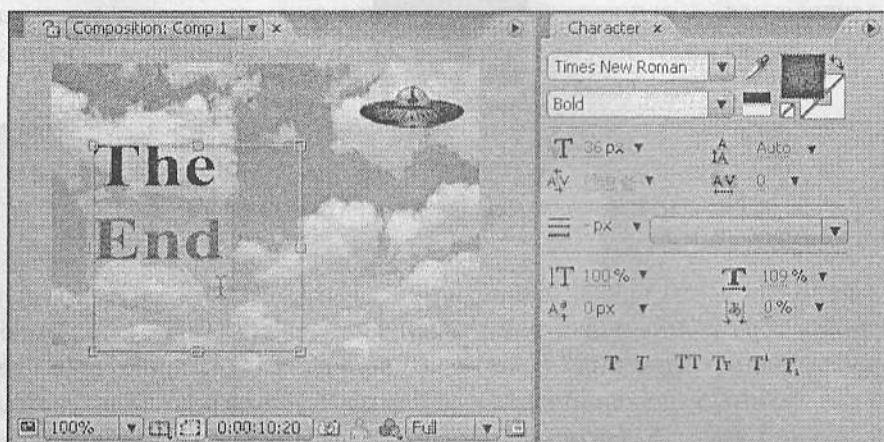 Composition: Comp 1
The
End
100%
0:00:10:20
Full
Character
Times New Roman
Bold
36 px
Auto
0
- px
100 %
109 %
0 px
0 %
T T TT Tr T¹ T₁